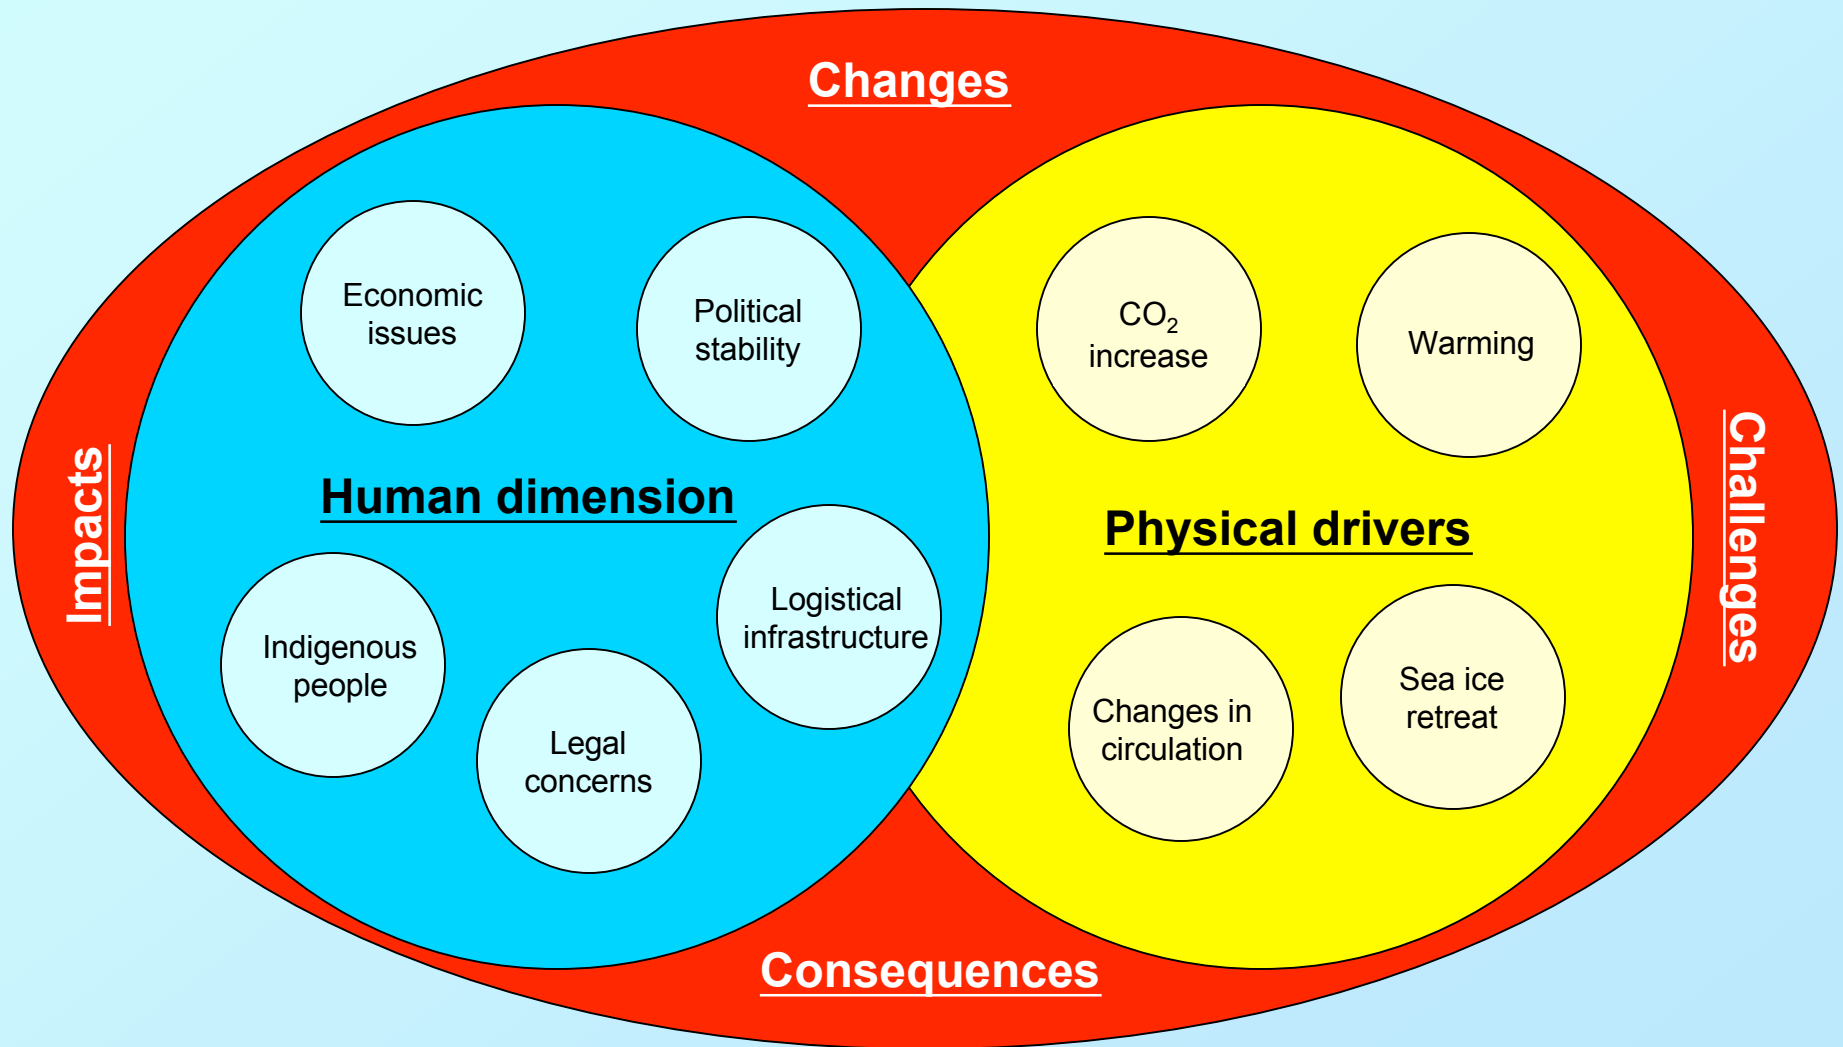 Changes
Economic
issues
Political
stability
CO₂
increase
Warming
Impacts
Human dimension
Physical drivers
Challenges
Indigenous
people
Logistical
infrastructure
Legal
concerns
Changes in
circulation
Sea ice
retreat
Consequences